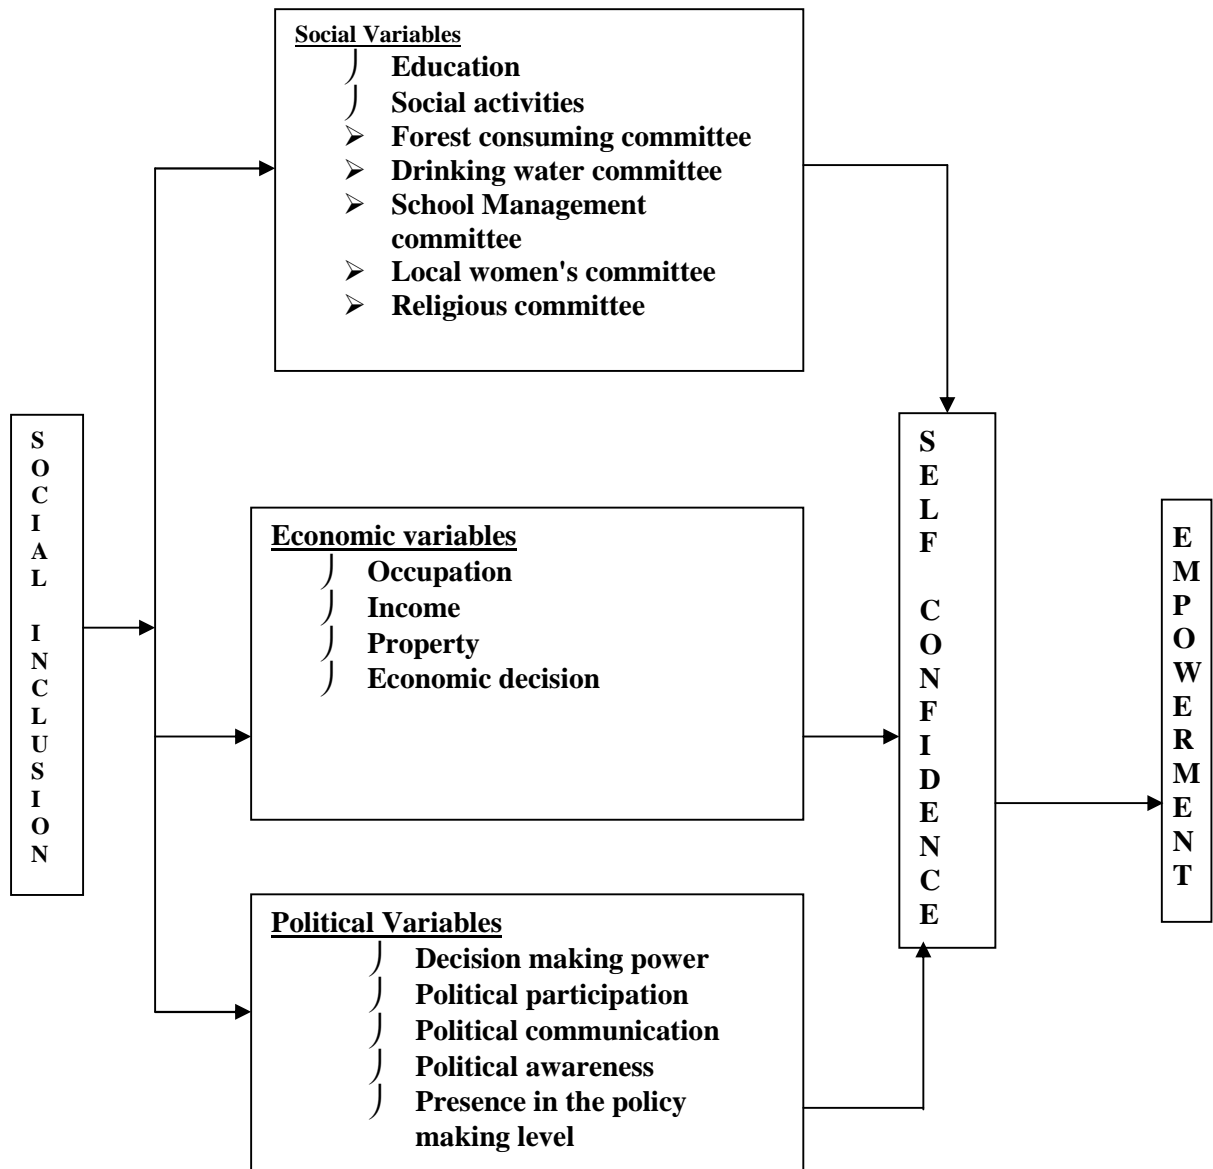 Social Variables
Education
Social activities
➢ Forest consuming committee
➢ Drinking water committee
➢ School Management
committee
➢ Local women's committee
➢ Religious committee
SOCIAL INCLUSION
Economic variables
Occupation
Income
Property
Economic decision
Political Variables
Decision making power
Political participation
Political communication
Political awareness
Presence in the policy
making level
SELF CONFIDENCE
EMPOWERMENT